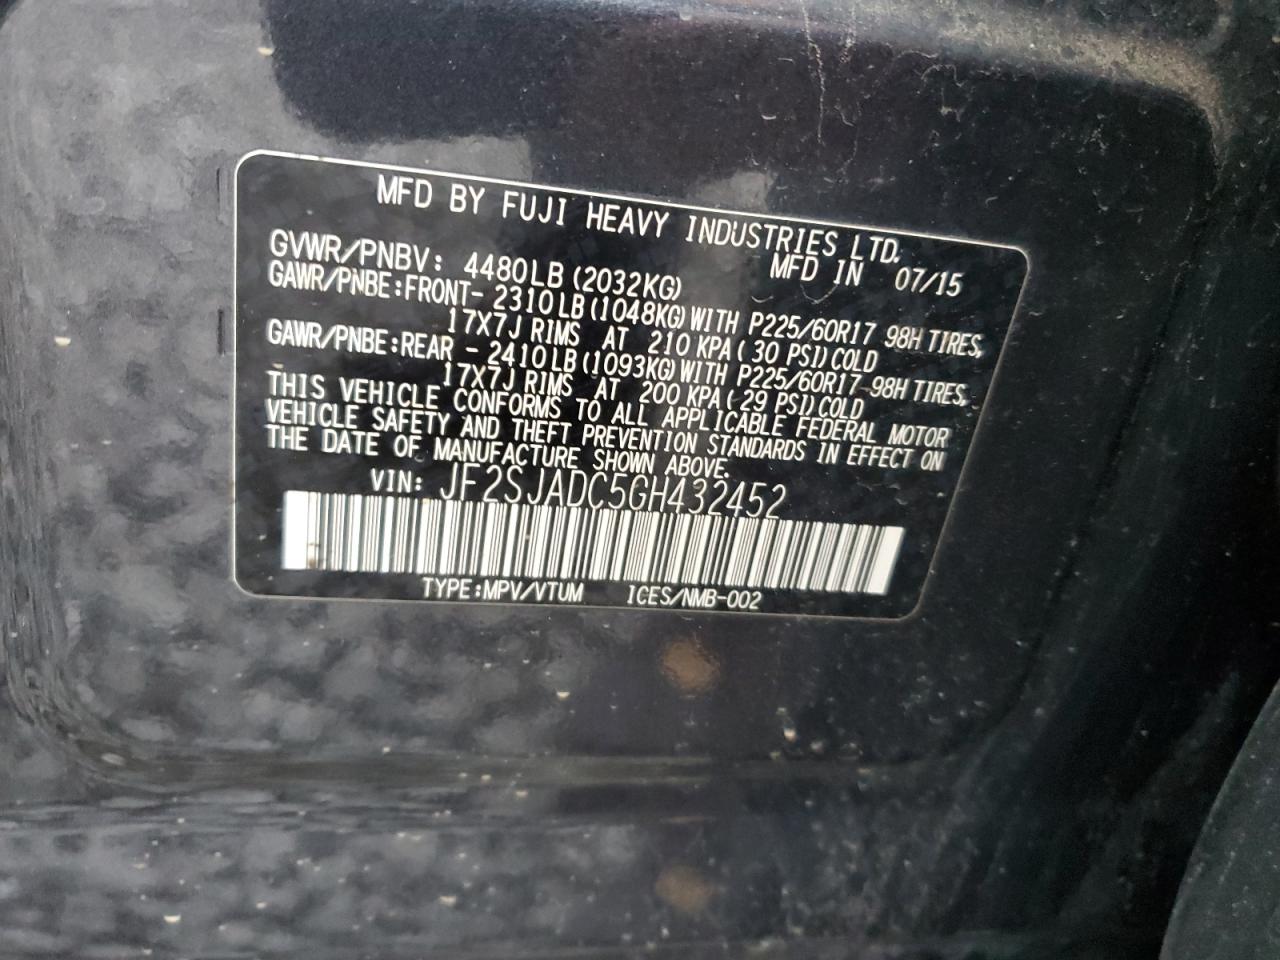 MFD BY FUJI HEAVY INDUSTRIES LTD.
MFD IN 07/15
GVWR/PNBV: 4480LB (2032KG)
GAWR/PNBE:FRONT- 2310LB (1048KG) WITH P225/60R17 98H TIRES,
17X7J RIMS AT 210 KPA ( 30 PSI) COLD
GAWR/PNBE:REAR - 2410LB (1093KG) WITH P225/60R17 98H TIRES,
17X7J RIMS AT 200 KPA ( 29 PSI) COLD
THIS VEHICLE CONFORMS TO ALL APPLICABLE FEDERAL MOTOR
VEHICLE SAFETY AND THEFT PREVENTION STANDARDS IN EFFECT ON
THE DATE OF MANUFACTURE SHOWN ABOVE.
VIN: JF2SJADC5GH432452
TYPE:MPV/VTUM ICES/NMB-002